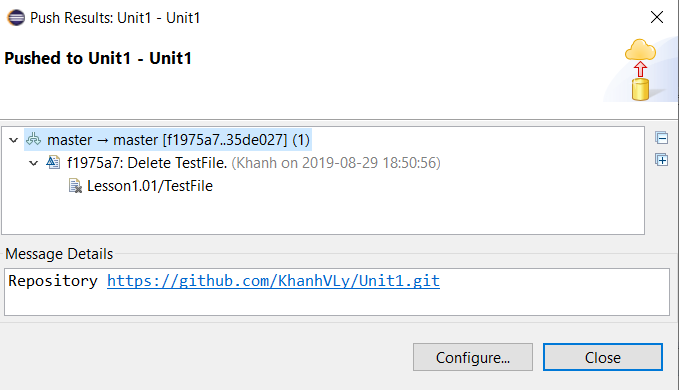 Push Results: Unit1 - Unit1
Pushed to Unit1 - Unit1
master → master [f1975a7..35de027] (1)
f1975a7: Delete TestFile. (Khanh on 2019-08-29 18:50:56)
Lesson1.01/TestFile
Message Details
Repository https://github.com/KhanhVLy/Unit1.git
Configure... Close